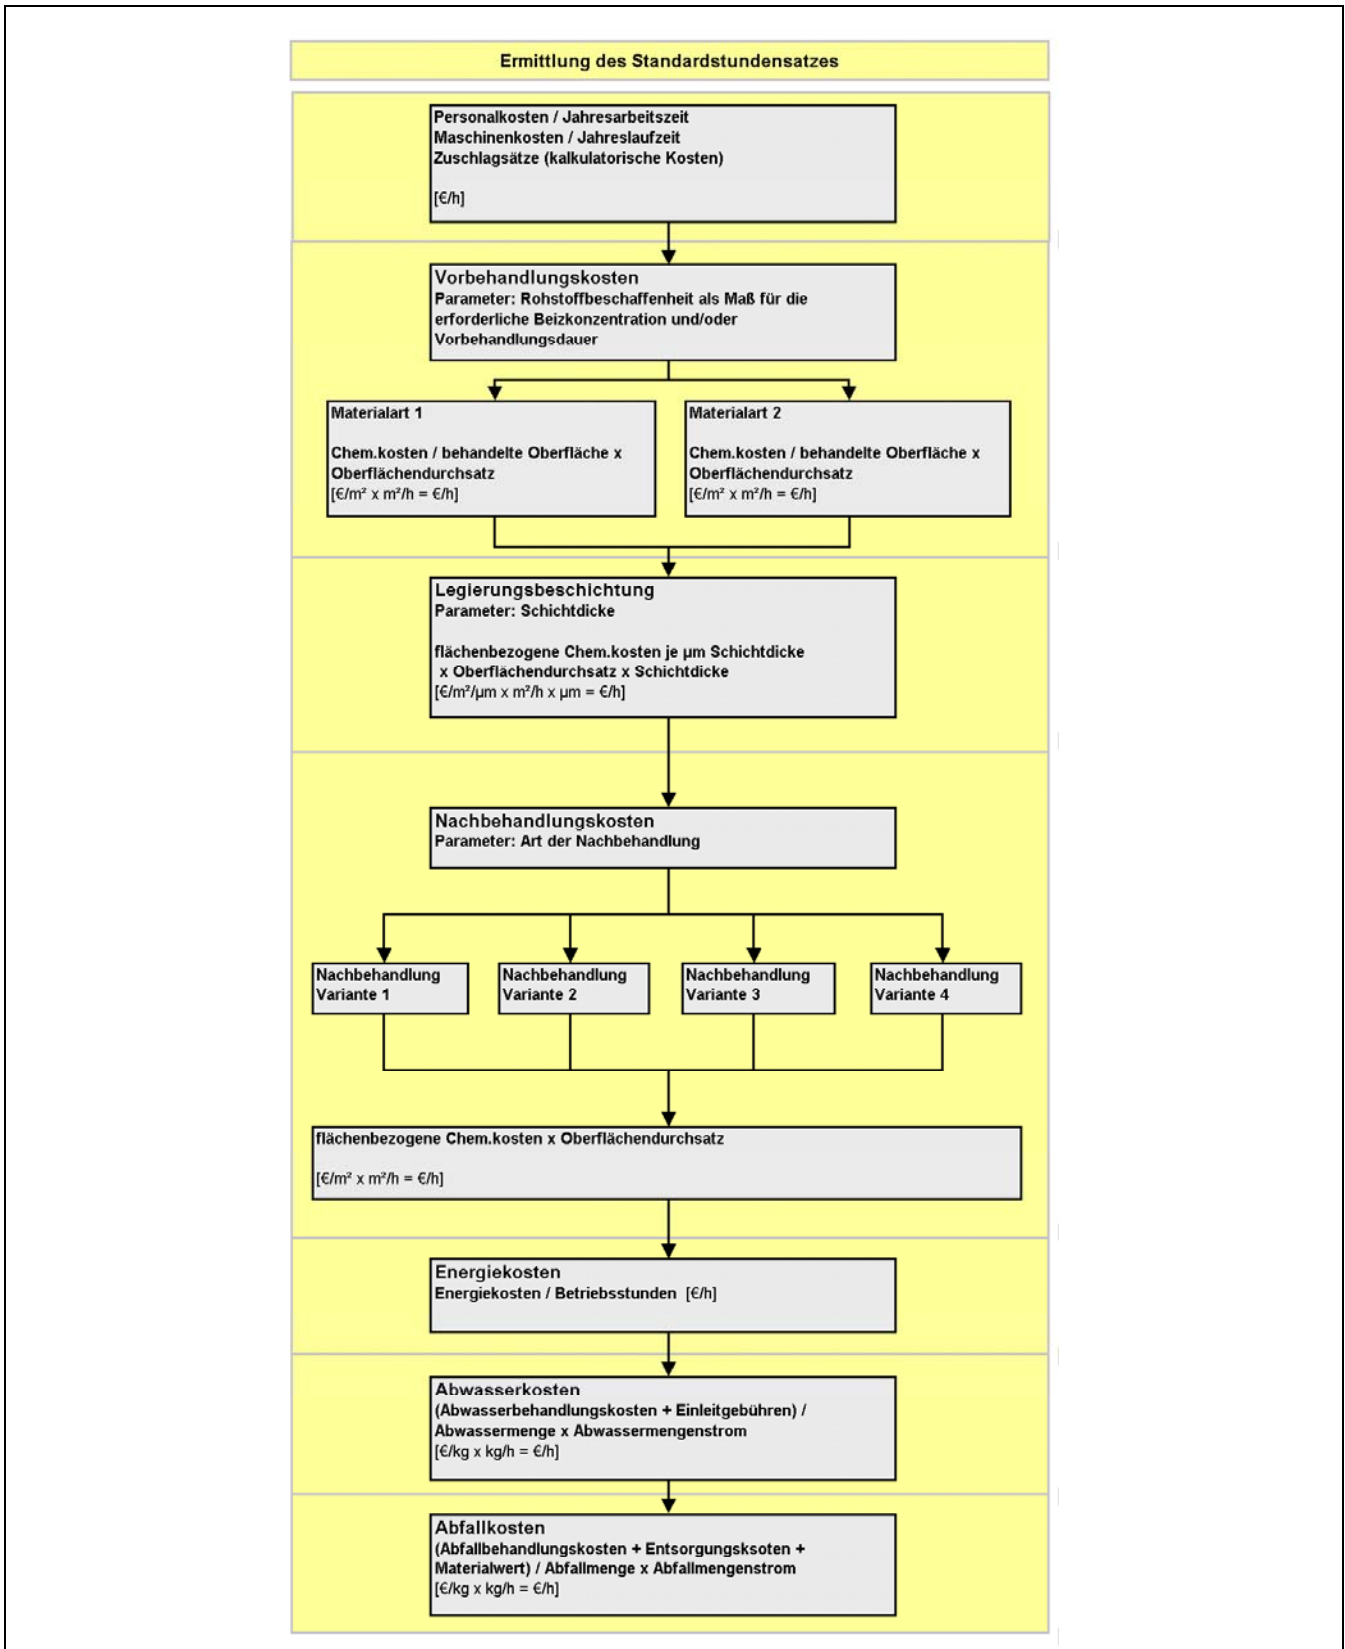 Ermittlung des Standardstundensatzes
Personalkosten / Jahresarbeitszeit
Maschinenkosten / Jahreslaufzeit
Zuschlagsätze (kalkulatorische Kosten)
[€/h]
Vorbehandlungskosten
Parameter: Rohstoffbeschaffenheit als Maß für die
erforderliche Beizkonzentration und/oder
Vorbehandlungsdauer
Materialart 1
Chem.kosten / behandelte Oberfläche x
Oberflächendurchsatz
[€/m² x m²/h = €/h]
Materialart 2
Chem.kosten / behandelte Oberfläche x
Oberflächendurchsatz
[€/m² x m²/h = €/h]
Legierungsbeschichtung
Parameter: Schichtdicke
flächenbezogene Chem.kosten je µm Schichtdicke
x Oberflächendurchsatz x Schichtdicke
[€/m²/µm x m²/h x µm = €/h]
Nachbehandlungskosten
Parameter: Art der Nachbehandlung
Nachbehandlung
Variante 1
Nachbehandlung
Variante 2
Nachbehandlung
Variante 3
Nachbehandlung
Variante 4
flächenbezogene Chem.kosten x Oberflächendurchsatz
[€/m² x m²/h = €/h]
Energiekosten
Energiekosten / Betriebsstunden [€/h]
Abwasserkosten
(Abwasserbehandlungskosten + Einleitgebühren) /
Abwassermenge x Abwassermengenstrom
[€/kg x kg/h = €/h]
Abfallkosten
(Abfallbehandlungskosten + Entsorgungsksoten +
Materialwert) / Abfallmenge x Abfallmengenstrom
[€/kg x kg/h = €/h]